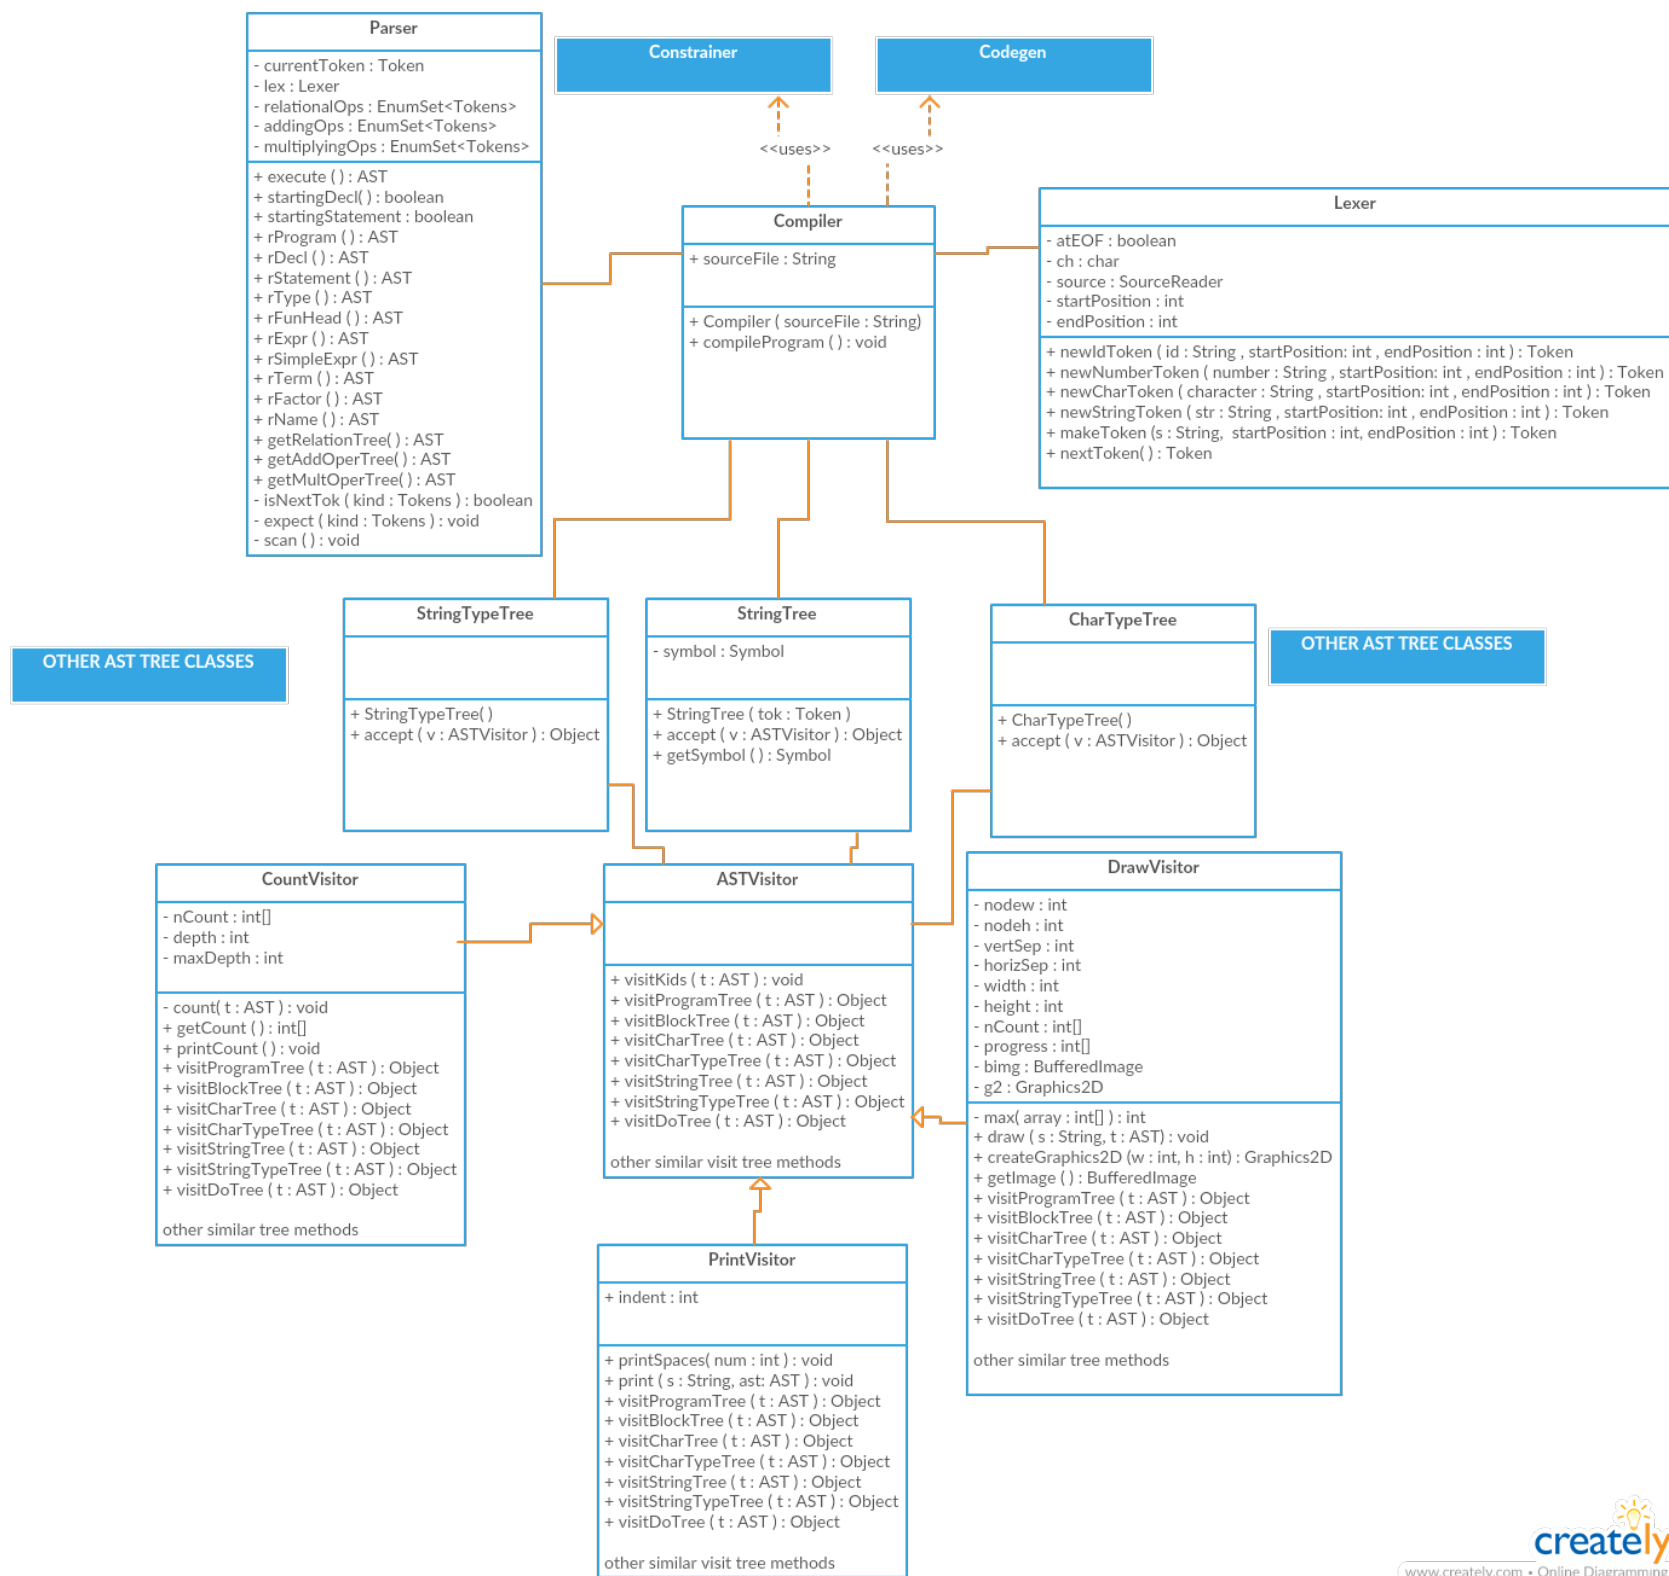 Parser
- currentToken : Token
- lex : Lexer
- relationalOps : EnumSet<Tokens>
- addingOps : EnumSet<Tokens>
- multiplyingOps : EnumSet<Tokens>
+ execute ( ) : AST
+ startingDecl( ) : boolean
+ startingStatement : boolean
+ rProgram ( ) : AST
+ rDecl ( ) : AST
+ rStatement ( ) : AST
+ rType ( ) : AST
+ rFunHead ( ) : AST
+ rExpr ( ) : AST
+ rSimpleExpr ( ) : AST
+ rTerm ( ) : AST
+ rFactor ( ) : AST
+ rName ( ) : AST
+ getRelationTree( ) : AST
+ getAddOperTree( ) : AST
+ getMultOperTree( ) : AST
- isNextTok ( kind : Tokens ) : boolean
- expect ( kind : Tokens ) : void
- scan ( ) : void
Constrainer
Codegen
<<uses>>
<<uses>>
Compiler
+ sourceFile : String
+ Compiler ( sourceFile : String)
+ compileProgram ( ) : void
Lexer
- atEOF : boolean
- ch : char
- source : SourceReader
- startPosition : int
- endPosition : int
+ newIdToken ( id : String , startPosition: int , endPosition : int ) : Token
+ newNumberToken ( number : String , startPosition: int , endPosition : int ) : Token
+ newCharToken ( character : String , startPosition: int , endPosition : int ) : Token
+ newStringToken ( str : String , startPosition: int , endPosition : int ) : Token
+ makeToken (s : String, startPosition : int, endPosition : int ) : Token
+ nextToken( ) : Token
OTHER AST TREE CLASSES
StringTypeTree
+ StringTypeTree( )
+ accept ( v : ASTVisitor ) : Object
StringTree
- symbol : Symbol
+ StringTree ( tok : Token )
+ accept ( v : ASTVisitor ) : Object
+ getSymbol ( ) : Symbol
CharTypeTree
+ CharTypeTree( )
+ accept ( v : ASTVisitor ) : Object
OTHER AST TREE CLASSES
CountVisitor
- nCount : int[]
- depth : int
- maxDepth : int
- count( t : AST ) : void
+ getCount ( ) : int[]
+ printCount ( ) : void
+ visitProgramTree ( t : AST ) : Object
+ visitBlockTree ( t : AST ) : Object
+ visitCharTree ( t : AST ) : Object
+ visitCharTypeTree ( t : AST ) : Object
+ visitStringTree ( t : AST ) : Object
+ visitStringTypeTree ( t : AST ) : Object
+ visitDoTree ( t : AST ) : Object
other similar tree methods
ASTVisitor
+ visitKids ( t : AST ) : void
+ visitProgramTree ( t : AST ) : Object
+ visitBlockTree ( t : AST ) : Object
+ visitCharTree ( t : AST ) : Object
+ visitCharTypeTree ( t : AST ) : Object
+ visitStringTree ( t : AST ) : Object
+ visitStringTypeTree ( t : AST ) : Object
+ visitDoTree ( t : AST ) : Object
other similar visit tree methods
DrawVisitor
- nodew : int
- nodeh : int
- vertSep : int
- horizSep : int
- width : int
- height : int
- nCount : int[]
- progress : int[]
- bimg : BufferedImage
- g2 : Graphics2D
- max( array : int[] ) : int
+ draw ( s : String, t : AST) : void
+ createGraphics2D (w : int, h : int) : Graphics2D
+ getImage ( ) : BufferedImage
+ visitProgramTree ( t : AST ) : Object
+ visitBlockTree ( t : AST ) : Object
+ visitCharTree ( t : AST ) : Object
+ visitCharTypeTree ( t : AST ) : Object
+ visitStringTree ( t : AST ) : Object
+ visitStringTypeTree ( t : AST ) : Object
+ visitDoTree ( t : AST ) : Object
other similar tree methods
PrintVisitor
+ indent : int
+ printSpaces( num : int ) : void
+ print ( s : String, ast: AST ) : void
+ visitProgramTree ( t : AST ) : Object
+ visitBlockTree ( t : AST ) : Object
+ visitCharTree ( t : AST ) : Object
+ visitCharTypeTree ( t : AST ) : Object
+ visitStringTree ( t : AST ) : Object
+ visitStringTypeTree ( t : AST ) : Object
+ visitDoTree ( t : AST ) : Object
other similar visit tree methods
creately
www.creately.com • Online Diagramming